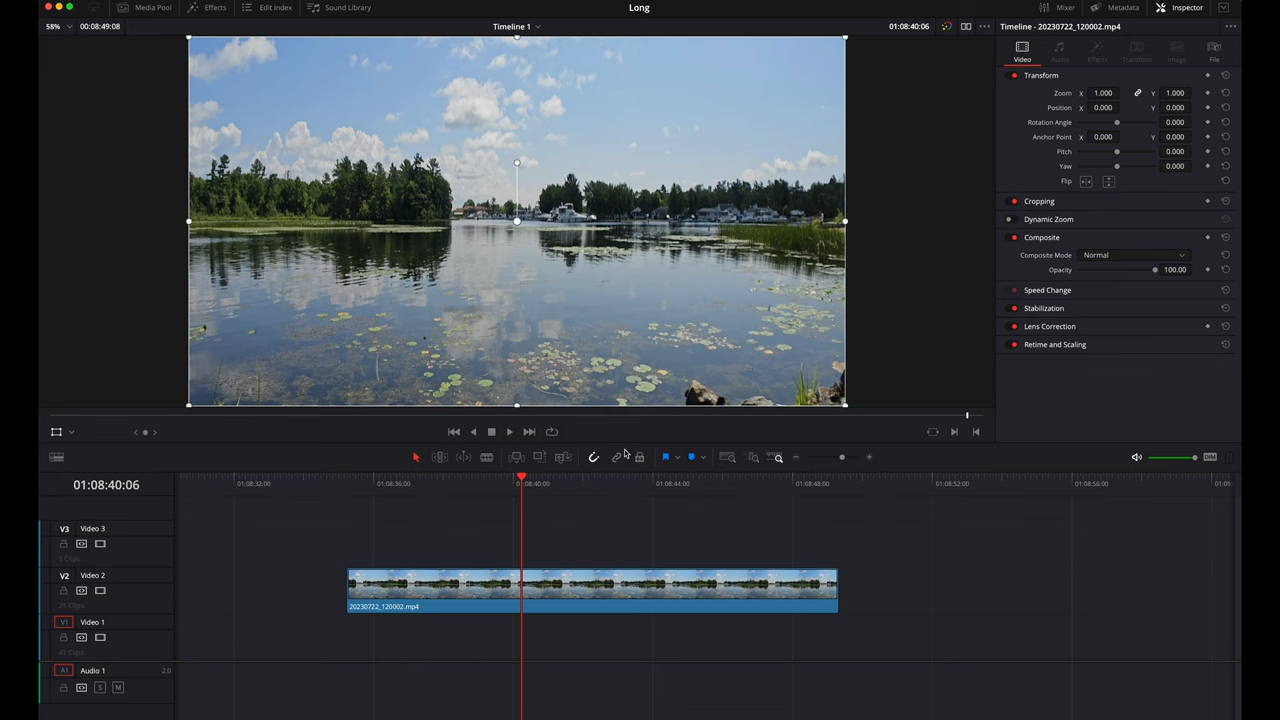 Media Pool Effects Edit Index Sound Library Long Mixer Metadata Inspector
58% 00:08:49:08 Timeline 1 01:08:40:06 Timeline - 20230722_120002.mp4
Video Audio Effects Transition Image File
Transform
Zoom X 1.000 Y 1.000
Position X 0.000 Y 0.000
Rotation Angle 0.000
Anchor Point X 0.000 Y 0.000
Pitch 0.000
Yaw 0.000
Flip
Cropping
Dynamic Zoom
Composite
Composite Mode Normal
Opacity 100.00
Speed Change
Stabilization
Lens Correction
Retime and Scaling
DIM
01:08:40:06
01:08:32:00 01:08:36:00 01:08:40:00 01:08:44:00 01:08:48:00 01:08:52:00 01:08:56:00 01:09:
V3 Video 3
3 Clips
V2 Video 2
25 Clips
20230722_120002.mp4
V1 Video 1
41 Clips
A1 Audio 1 2.0
S M